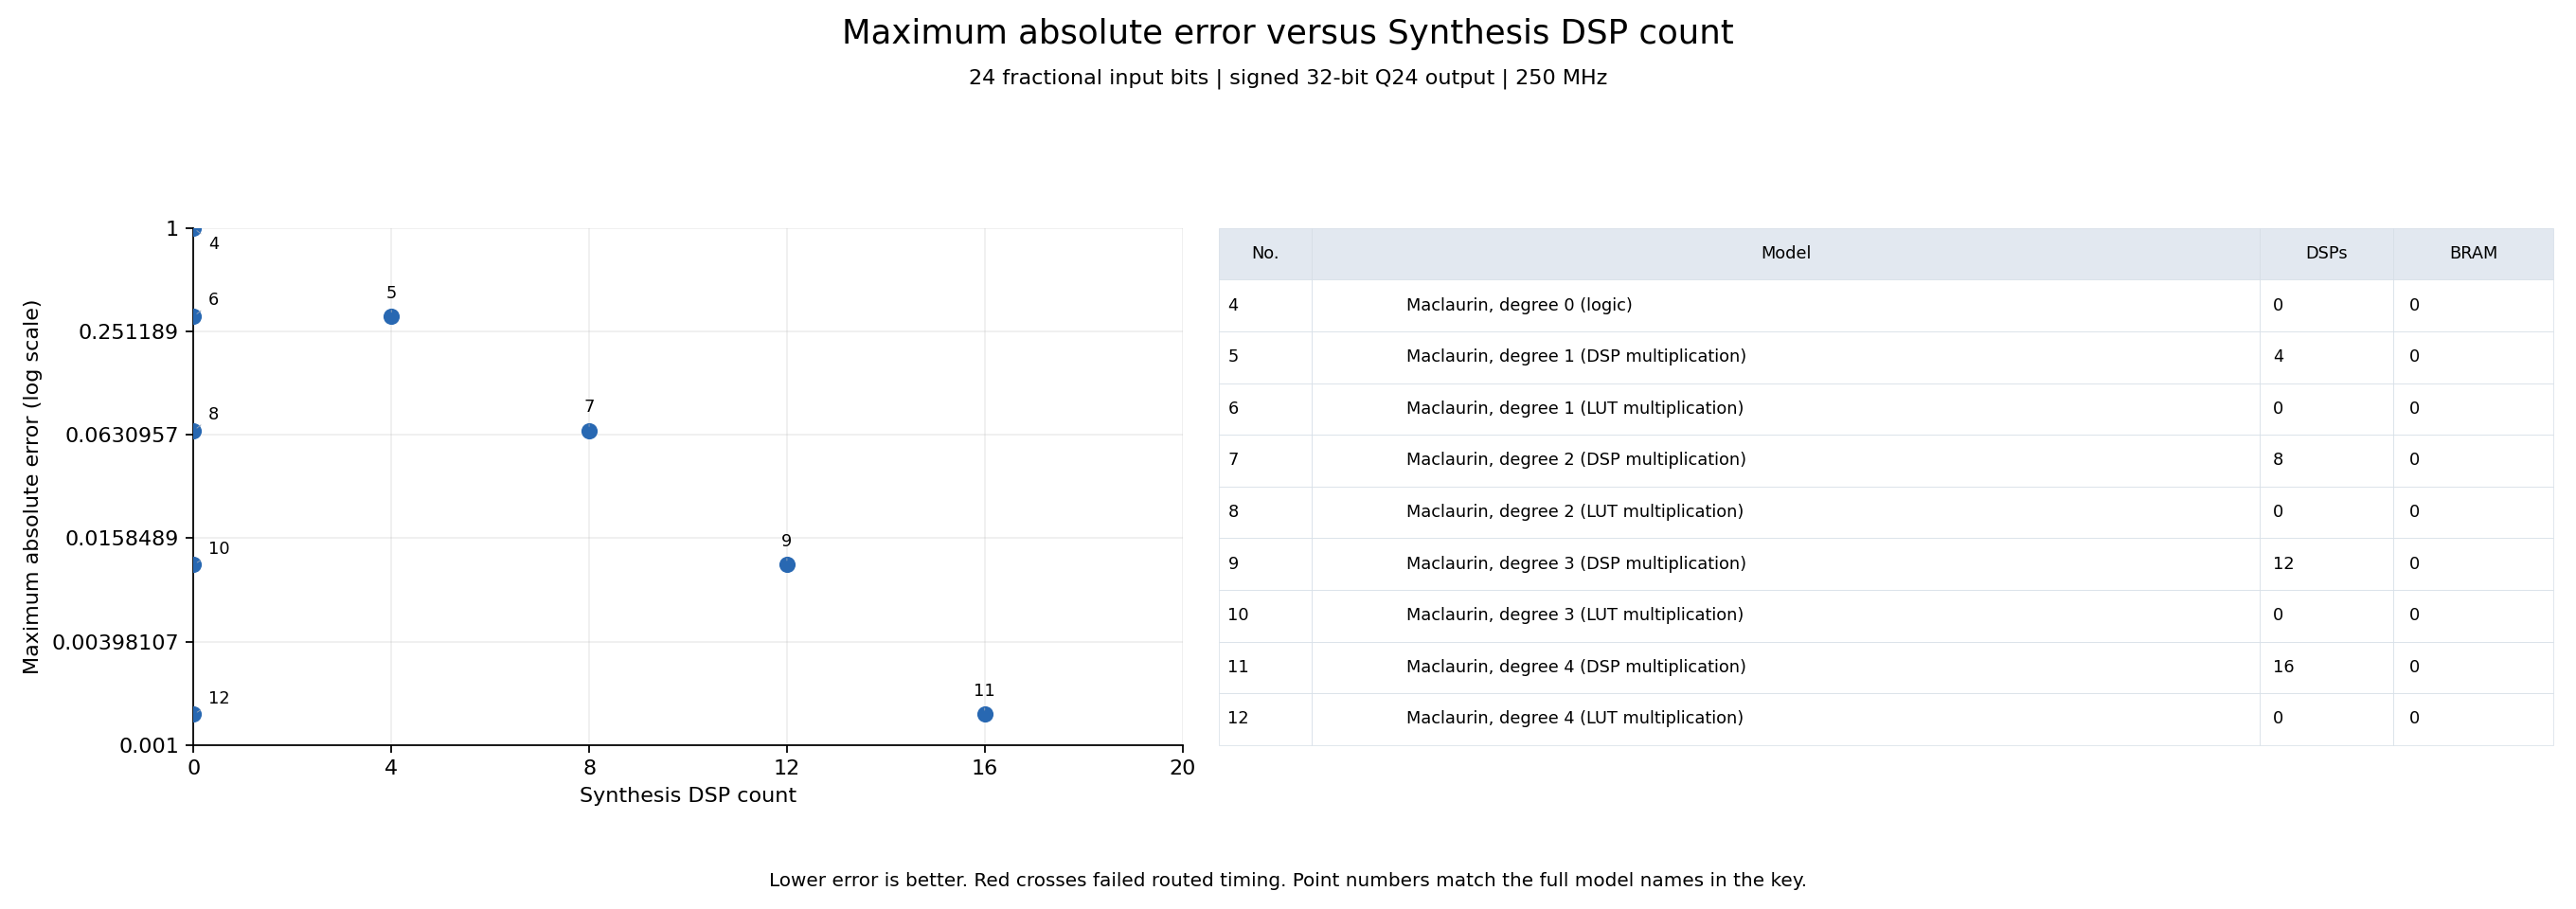 Maximum absolute error versus Synthesis DSP count
24 fractional input bits | signed 32-bit Q24 output | 250 MHz
Maximum absolute error (log scale)
1
0.251189
0.0630957
0.0158489
0.00398107
0.001
4
6
5
8
7
10
9
12
11
0 4 8 12 16 20
Synthesis DSP count
No. Model DSPs BRAM
4 Maclaurin, degree 0 (logic) 0 0
5 Maclaurin, degree 1 (DSP multiplication) 4 0
6 Maclaurin, degree 1 (LUT multiplication) 0 0
7 Maclaurin, degree 2 (DSP multiplication) 8 0
8 Maclaurin, degree 2 (LUT multiplication) 0 0
9 Maclaurin, degree 3 (DSP multiplication) 12 0
10 Maclaurin, degree 3 (LUT multiplication) 0 0
11 Maclaurin, degree 4 (DSP multiplication) 16 0
12 Maclaurin, degree 4 (LUT multiplication) 0 0
Lower error is better. Red crosses failed routed timing. Point numbers match the full model names in the key.